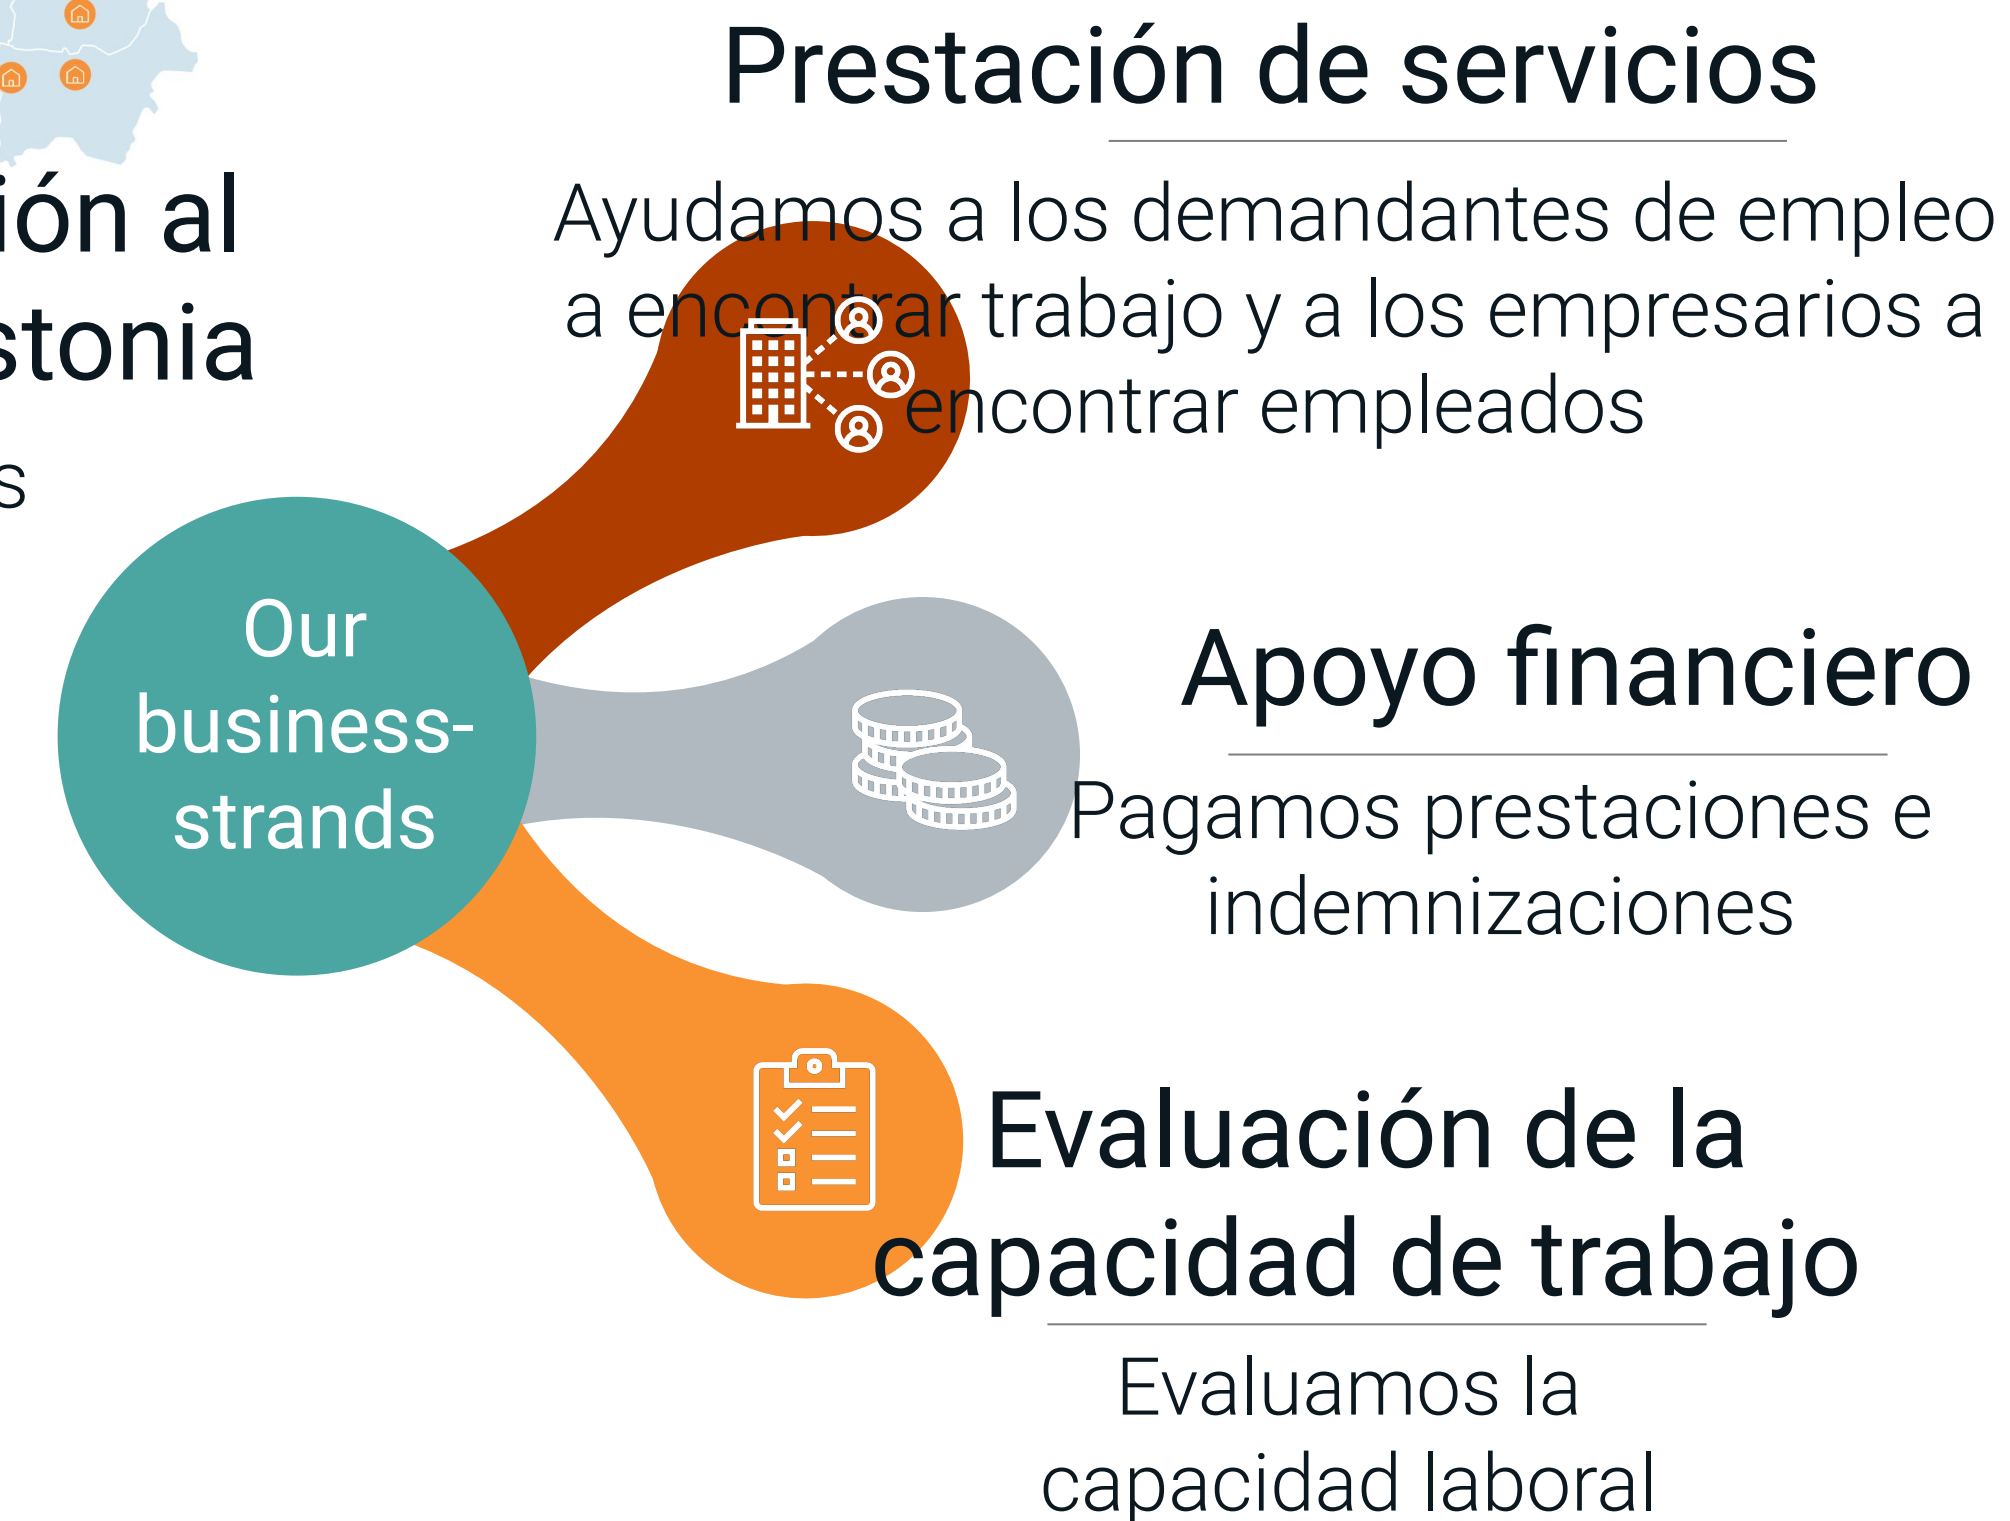 Prestación de servicios
Ayudamos a los demandantes de empleo
a encontrar trabajo y a los empresarios a
encontrar empleados
ión al
stonia
s
Our
business-
strands
Apoyo financiero
Pagamos prestaciones e
indemnizaciones
Evaluación de la
capacidad de trabajo
Evaluamos la
capacidad laboral